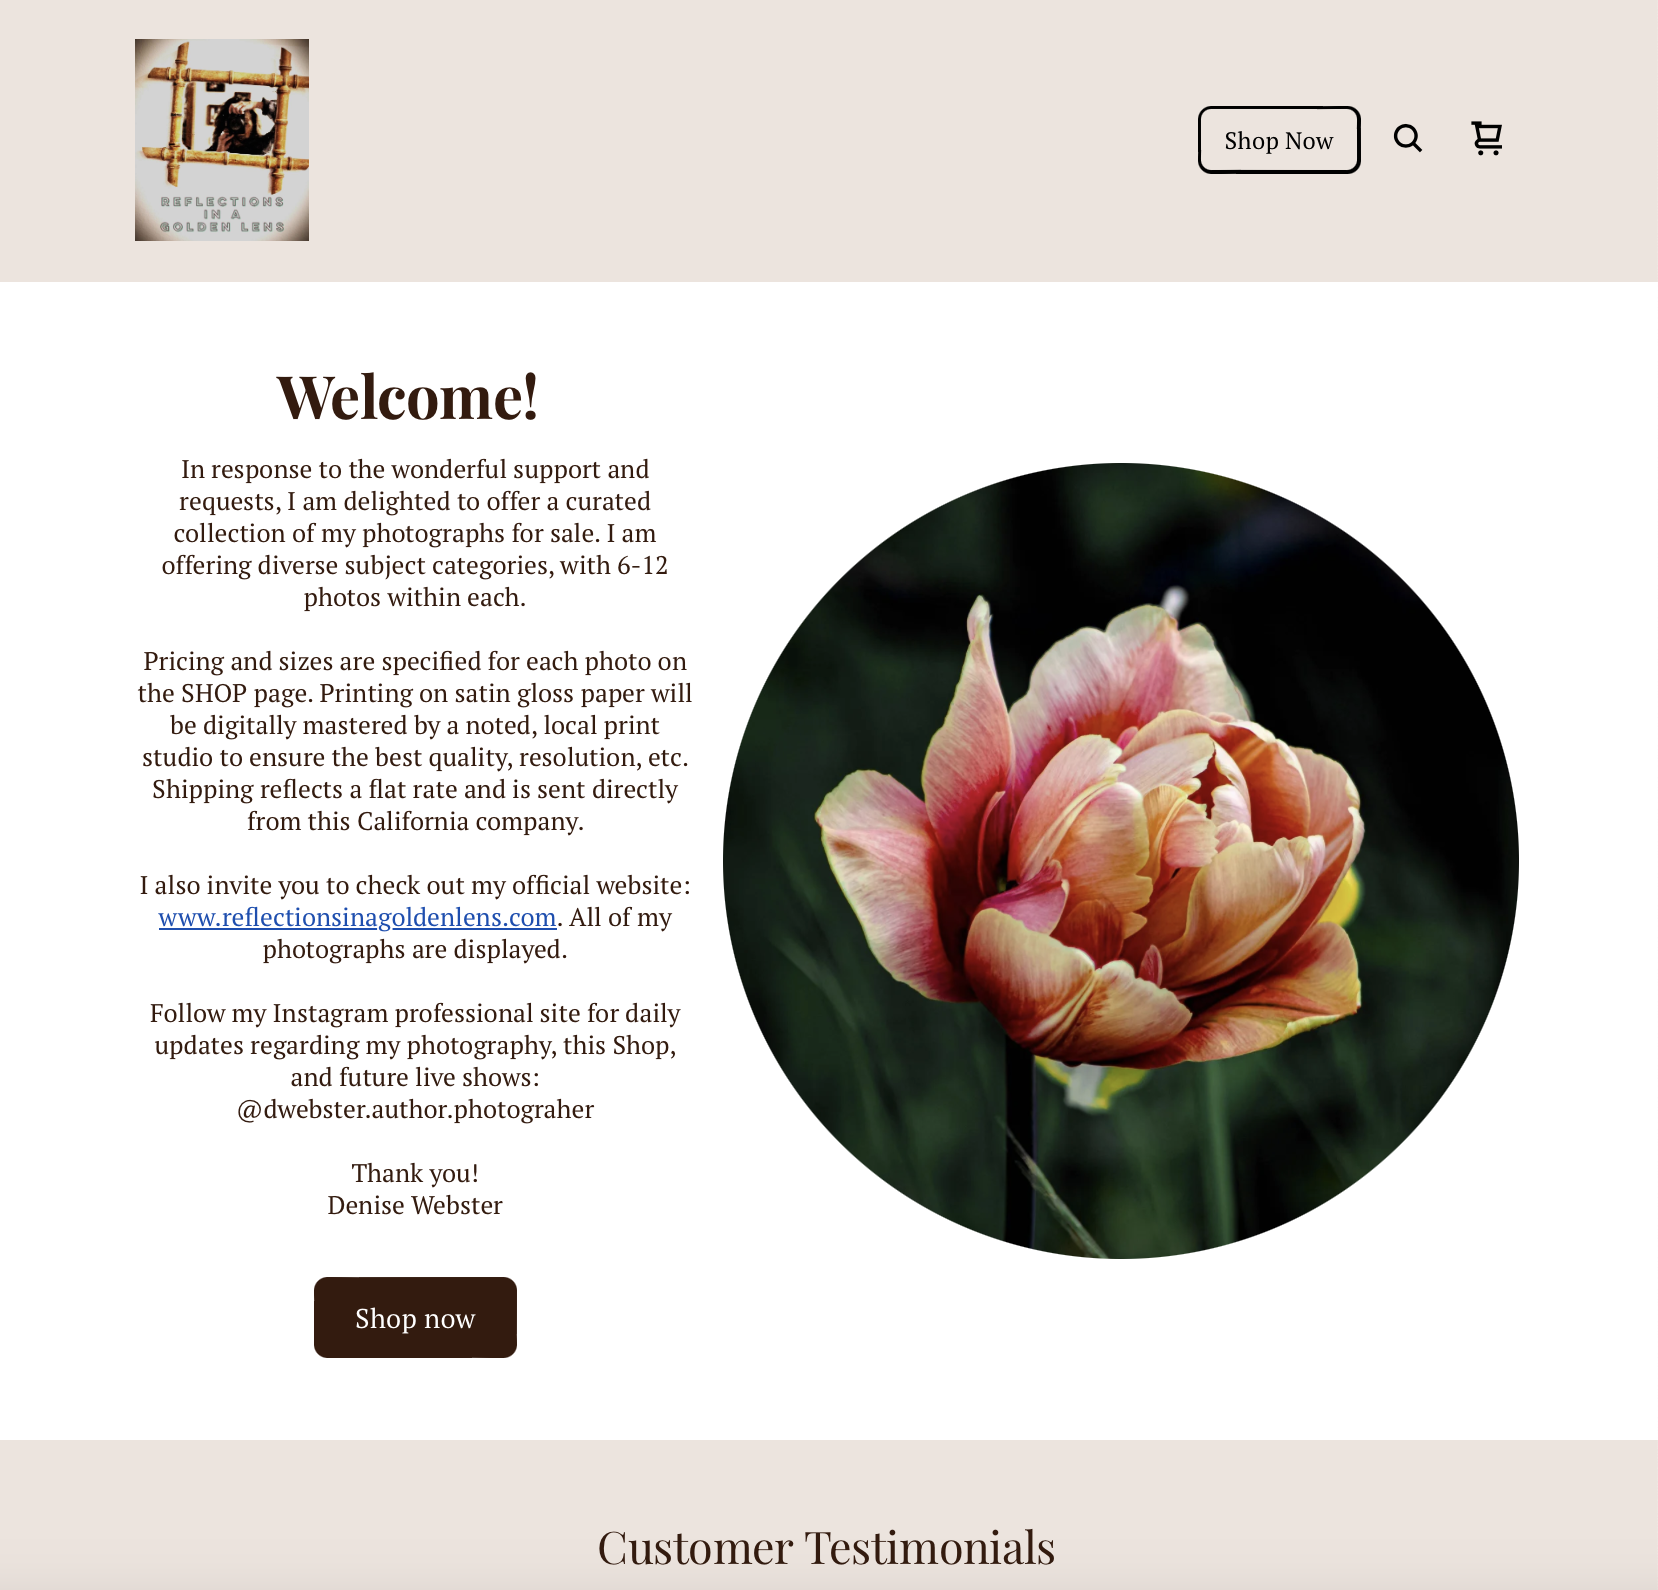 REFLECTIONS
IN A
GOLDEN LENS
Shop Now
Welcome!
In response to the wonderful support and
requests, I am delighted to offer a curated
collection of my photographs for sale. I am
offering diverse subject categories, with 6-12
photos within each.
Pricing and sizes are specified for each photo on
the SHOP page. Printing on satin gloss paper will
be digitally mastered by a noted, local print
studio to ensure the best quality, resolution, etc.
Shipping reflects a flat rate and is sent directly
from this California company.
I also invite you to check out my official website:
www.reflectionsinagoldenlens.com. All of my
photographs are displayed.
Follow my Instagram professional site for daily
updates regarding my photography, this Shop,
and future live shows:
@dwebster.author.photograher
Thank you!
Denise Webster
Shop now
Customer Testimonials